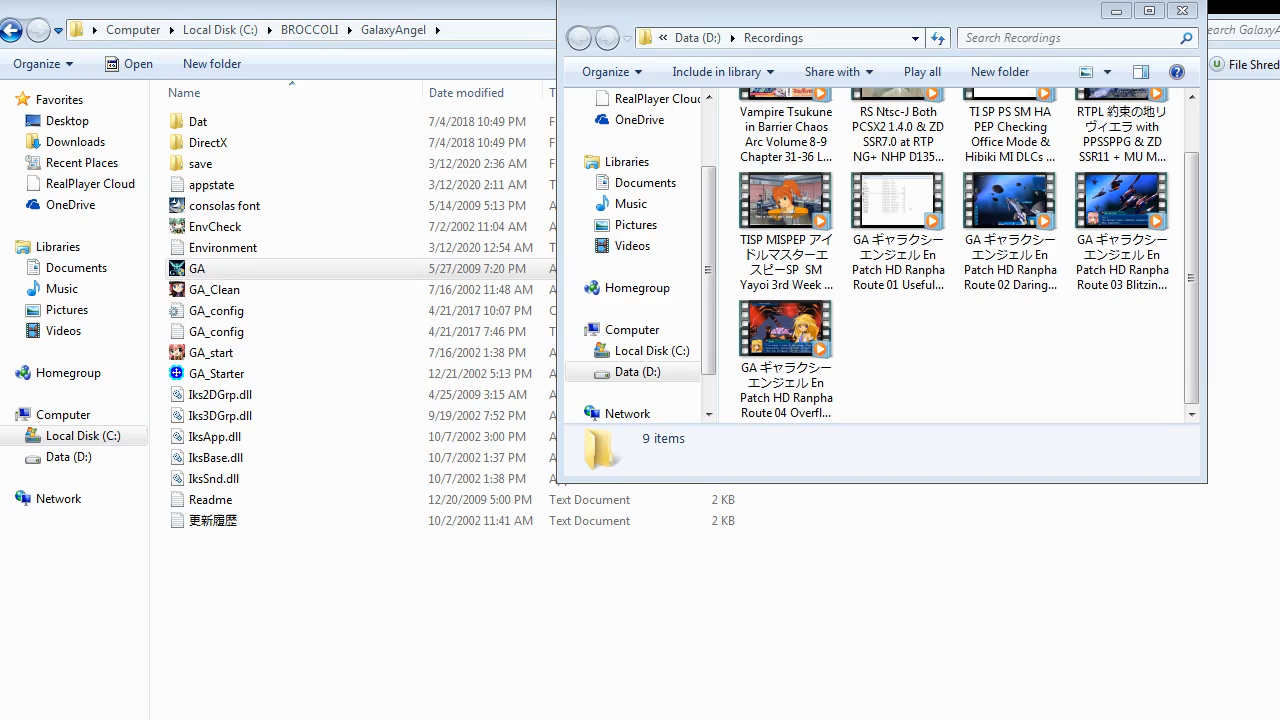 Computer ▸ Local Disk (C:) ▸ BROCCOLI ▸ GalaxyAngel ▸
Organize Open New folder
Favorites
Desktop
Downloads
Recent Places
RealPlayer Cloud
OneDrive
Libraries
Documents
Music
Pictures
Videos
Homegroup
Computer
Local Disk (C:)
Data (D:)
Network
Name Date modified
Dat 7/4/2018 10:49 PM F
DirectX 7/4/2018 10:49 PM F
save 3/12/2020 2:36 AM F
appstate 3/12/2020 2:11 AM T
consolas font 5/14/2009 5:13 PM T
EnvCheck 7/2/2002 11:04 AM A
Environment 3/12/2020 12:54 AM T
GA 5/27/2009 7:20 PM A
GA_Clean 7/16/2002 11:48 AM A
GA_config 4/21/2017 10:07 PM C
GA_config 4/21/2017 7:46 PM T
GA_start 7/16/2002 1:38 PM A
GA_Starter 12/21/2002 5:13 PM A
Iks2DGrp.dll 4/25/2009 3:15 AM A
Iks3DGrp.dll 9/19/2002 7:52 PM A
IksApp.dll 10/7/2002 3:00 PM A
IksBase.dll 10/7/2002 1:37 PM A
IksSnd.dll 10/7/2002 1:38 PM A
Readme 12/20/2009 5:00 PM Text Document 2 KB
更新履歴 10/2/2002 11:41 AM Text Document 2 KB
« Data (D:) ▸ Recordings
Search Recordings
Organize Include in library Share with Play all New folder
RealPlayer Clou
OneDrive
Libraries
Documents
Music
Pictures
Videos
Homegroup
Computer
Local Disk (C:)
Data (D:)
Network
Vampire Tsukune
in Barrier Chaos
Arc Volume 8-9
Chapter 31-36 L...
RS Ntsc-J Both
PCSX2 1.4.0 & ZD
SSR7.0 at RTP
NG+ NHP D135...
TI SP PS SM HA
PEP Checking
Office Mode &
Hibiki MI DLCs ...
RTPL 約束の地リ
ヴィエラ with
PPSSPPG & ZD
SSR11 + MU M...
TISP MISPEP アイ
ドルマスターエ
スピーSP SM
Yayoi 3rd Week ...
GA ギャラクシー
エンジェル En
Patch HD Ranpha
Route 01 Useful...
GA ギャラクシー
エンジェル En
Patch HD Ranpha
Route 02 Daring...
GA ギャラクシー
エンジェル En
Patch HD Ranpha
Route 03 Blitzin...
GA ギャラクシー
エンジェル En
Patch HD Ranpha
Route 04 Overfl...
9 items
earch GalaxyA
File Shred